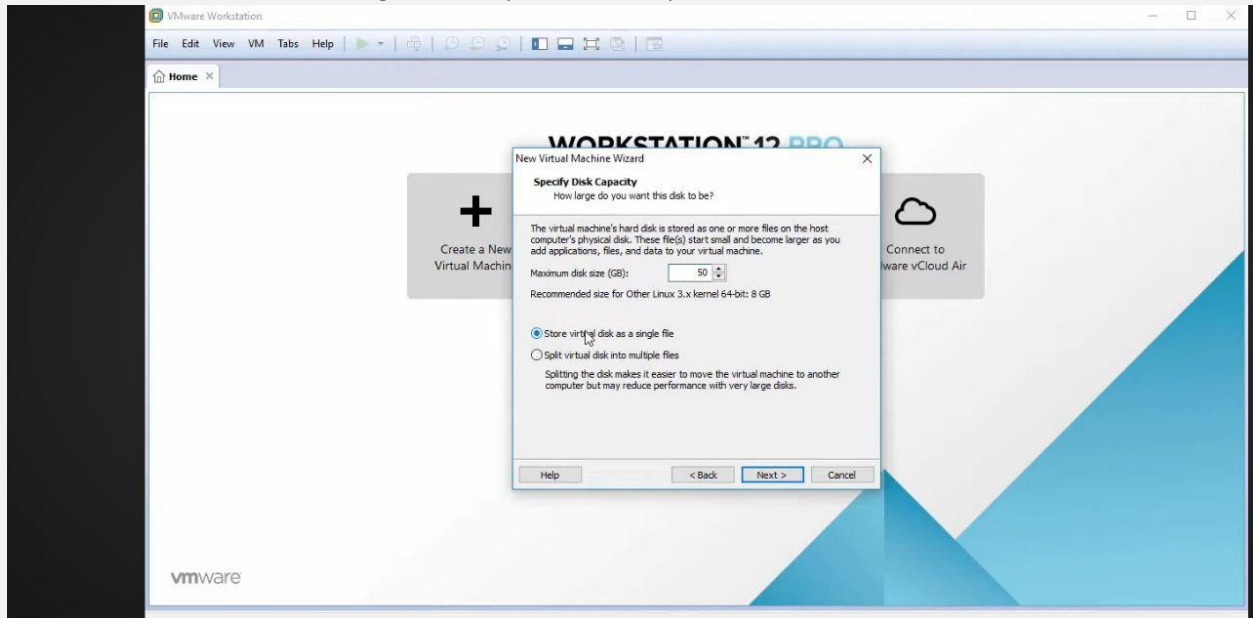 VMware Workstation
File Edit View VM Tabs Help
Home
WORKSTATION™ 12 PRO
New Virtual Machine Wizard
Specify Disk Capacity
How large do you want this disk to be?
The virtual machine's hard disk is stored as one or more files on the host
computer's physical disk. These file(s) start small and become larger as you
add applications, files, and data to your virtual machine.
Maximum disk size (GB): 50
Recommended size for Other Linux 3.x kernel 64-bit: 8 GB
Store virtual disk as a single file
Split virtual disk into multiple files
Splitting the disk makes it easier to move the virtual machine to another
computer but may reduce performance with very large disks.
Help < Back Next > Cancel
Create a New
Virtual Machin
Connect to
ware vCloud Air
vmware